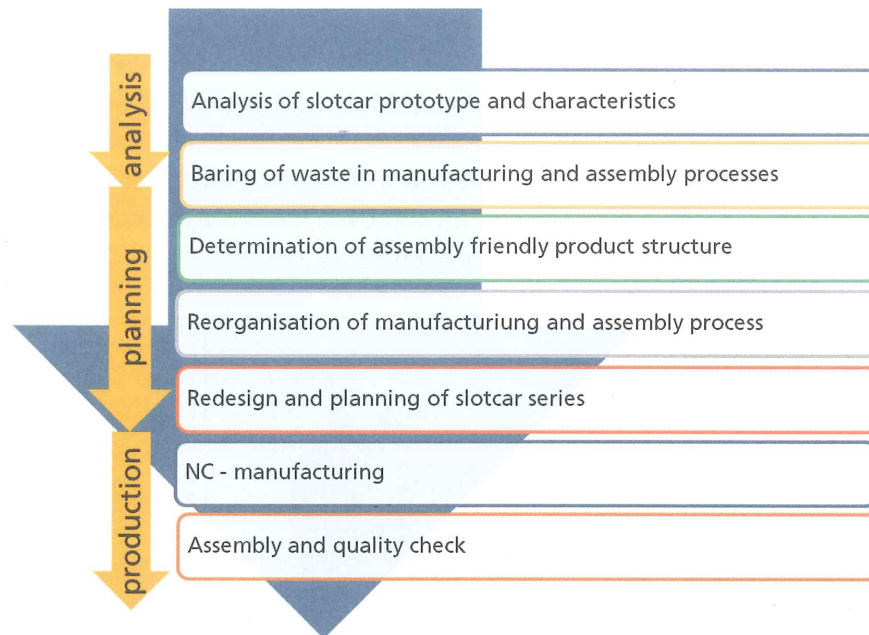 analysis
Analysis of slotcar prototype and characteristics
Baring of waste in manufacturing and assembly processes
planning
Determination of assembly friendly product structure
Reorganisation of manufacturiung and assembly process
Redesign and planning of slotcar series
production
NC - manufacturing
Assembly and quality check